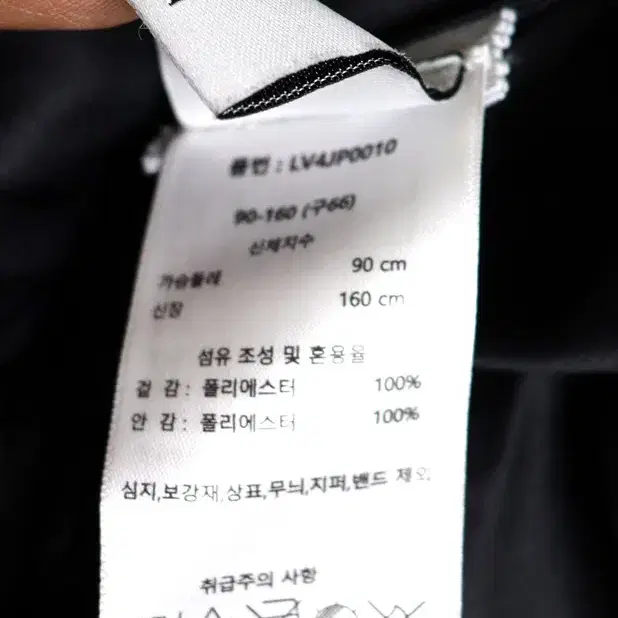 품번 : LV4JP0010
90-160 (구66)
신체치수
가슴둘레 90 cm
신장 160 cm
섬유 조성 및 혼용율
겉 감 : 폴리에스터 100%
안 감 : 폴리에스터 100%
심지,보강재,상표,무늬,지퍼,밴드 제외
취급주의 사항